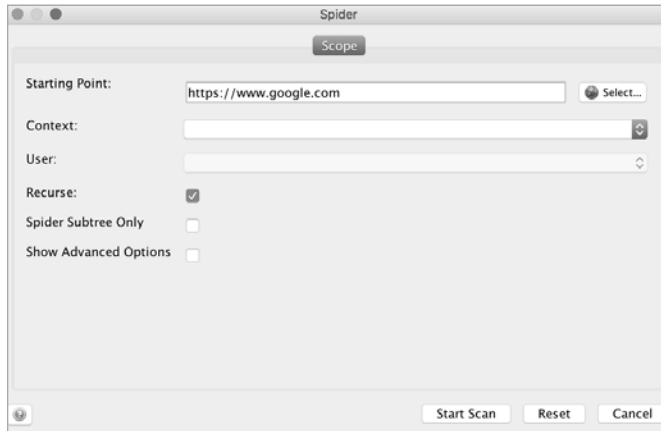 Spider
Scope
Starting Point:
https://www.google.com
Select...
Context:
User:
Recurse:
Spider Subtree Only
Show Advanced Options
Start Scan Reset Cancel